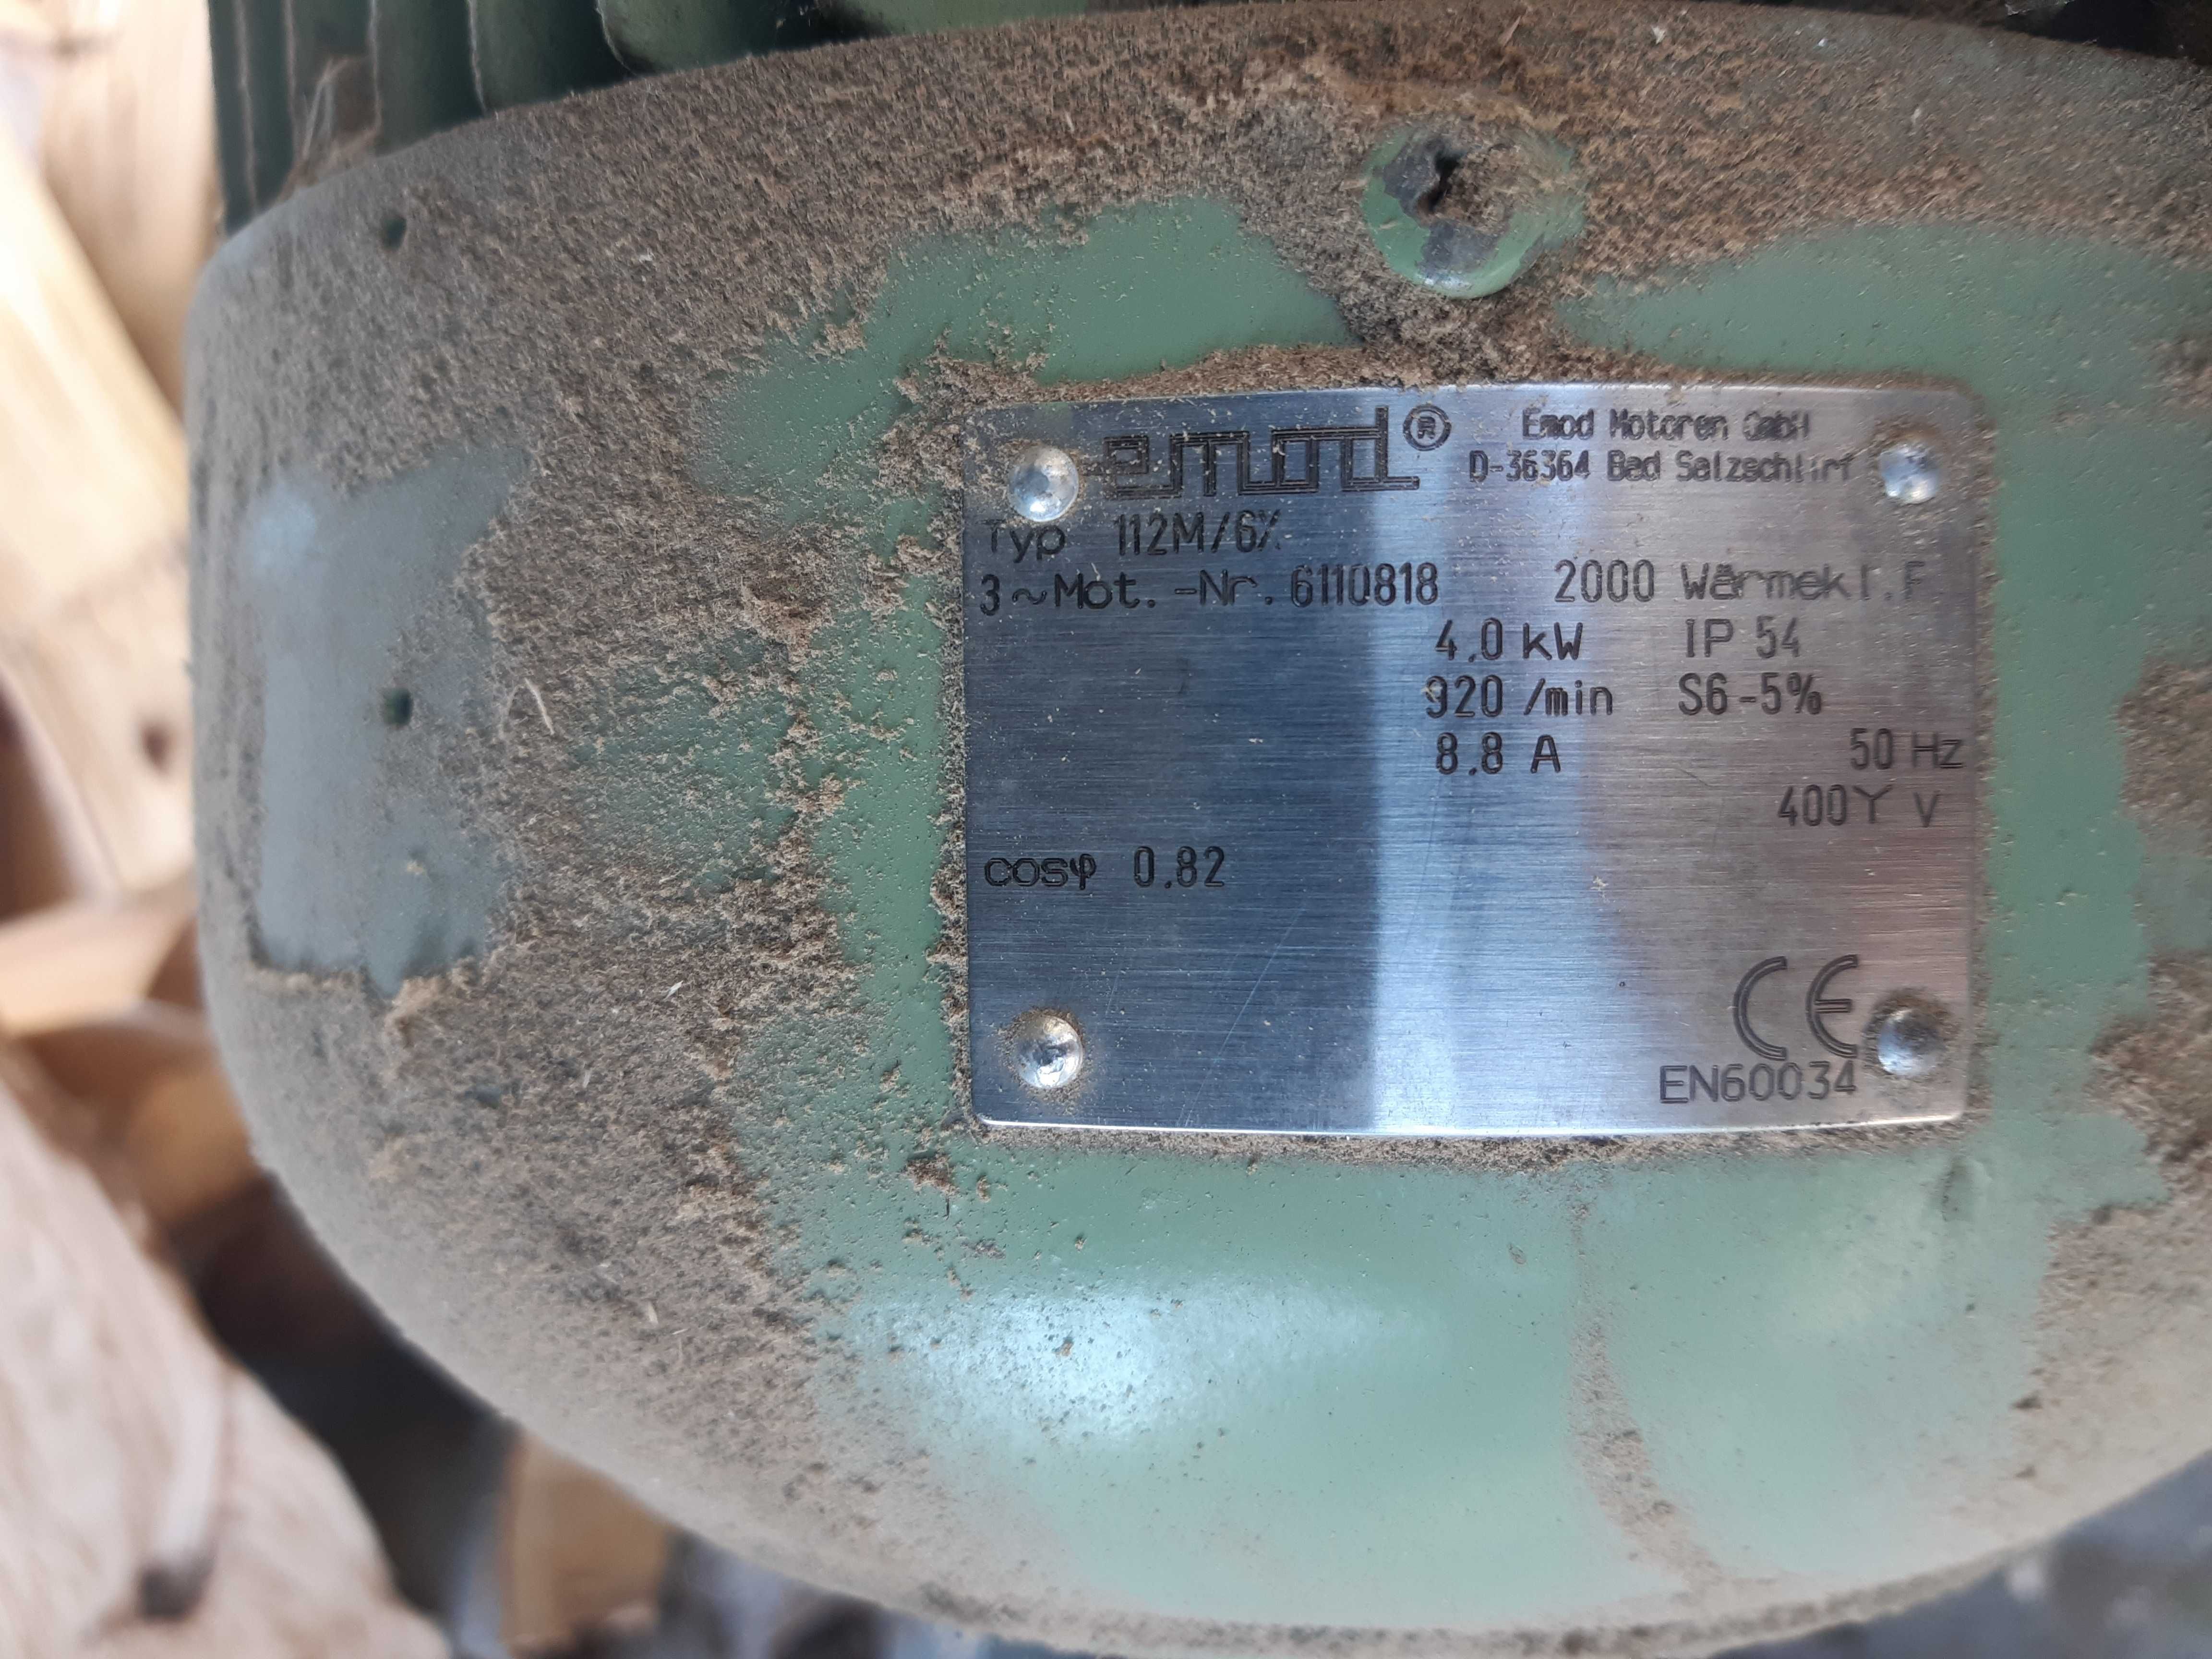 emod® Emod Motoren GmbH
D-36364 Bad Salzschlirf
Typ 112M/6X
3~Mot.-Nr. 6110818 2000 Wärmekl.F
4.0 kW IP 54
920 /min S6-5%
8.8 A 50 Hz
400Y V
cosφ 0.82
CE
EN60034